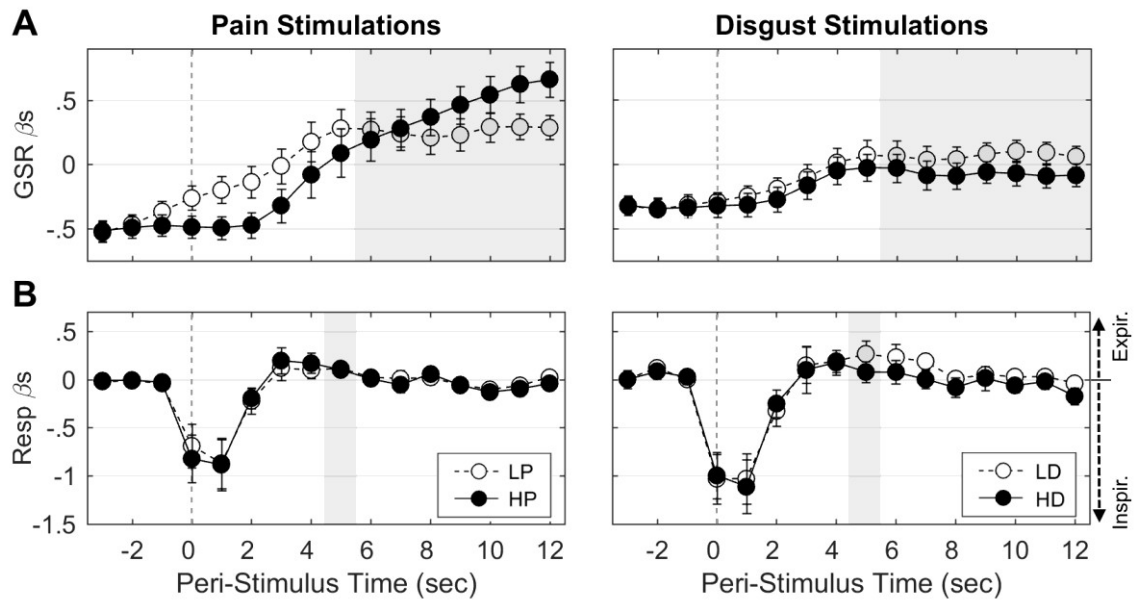 A
Pain Stimulations
Disgust Stimulations
GSR βs
.5
0
-.5
B
Resp βs
.5
0
-.5
-1
-1.5
LP
HP
LD
HD
Expir.
Inspir.
-2 0 2 4 6 8 10 12
-2 0 2 4 6 8 10 12
Peri-Stimulus Time (sec)
Peri-Stimulus Time (sec)